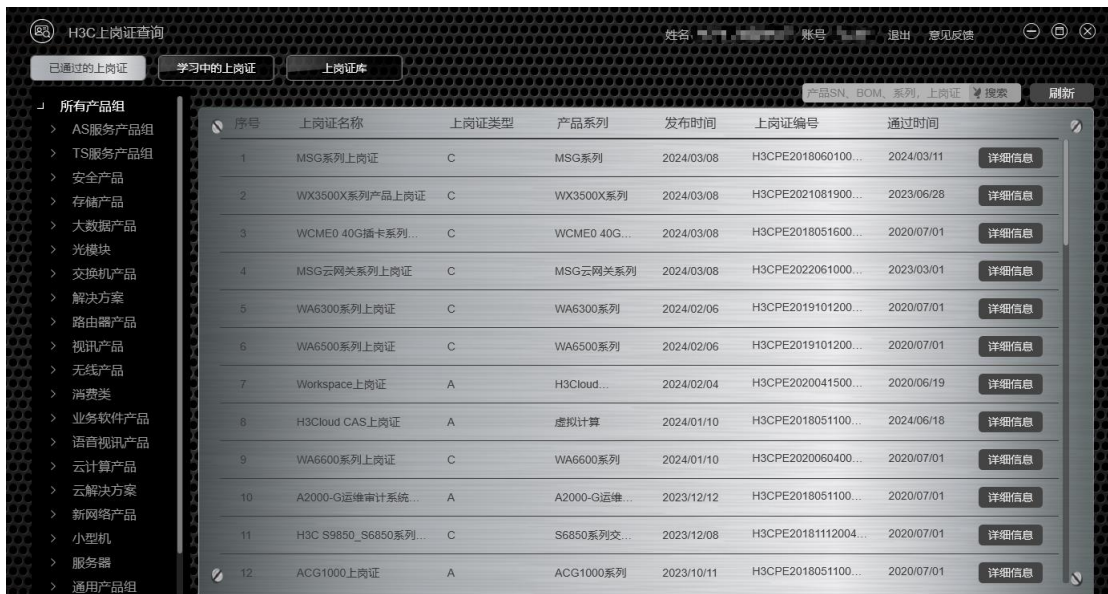 H3C上岗证查询
姓名 账号 退出 意见反馈
已通过的上岗证 学习中的上岗证 上岗证库
产品SN、BOM、系列、上岗证 搜索 刷新
所有产品组
AS服务产品组
TS服务产品组
安全产品
存储产品
大数据产品
光模块
交换机产品
解决方案
路由器产品
视讯产品
无线产品
消费类
业务软件产品
语音视讯产品
云计算产品
云解决方案
新网络产品
小型机
服务器
通用产品组
序号 上岗证名称 上岗证类型 产品系列 发布时间 上岗证编号 通过时间
1 MSG系列上岗证 C MSG系列 2024/03/08 H3CPE2018060100... 2024/03/11 详细信息
2 WX3500X系列产品上岗证 C WX3500X系列 2024/03/08 H3CPE2021081900... 2023/06/28 详细信息
3 WCME0 40G插卡系列... C WCME0 40G... 2024/03/08 H3CPE2018051600... 2020/07/01 详细信息
4 MSG云网关系列上岗证 C MSG云网关系列 2024/03/08 H3CPE2022061000... 2023/03/01 详细信息
5 WA6300系列上岗证 C WA6300系列 2024/02/06 H3CPE2019101200... 2020/07/01 详细信息
6 WA6500系列上岗证 C WA6500系列 2024/02/06 H3CPE2019101200... 2020/07/01 详细信息
7 Workspace上岗证 A H3Cloud... 2024/02/04 H3CPE2020041500... 2020/06/19 详细信息
8 H3Cloud CAS上岗证 A 虚拟计算 2024/01/10 H3CPE2018051100... 2024/06/18 详细信息
9 WA6600系列上岗证 C WA6600系列 2024/01/10 H3CPE2020060400... 2020/07/01 详细信息
10 A2000-G运维审计系统... A A2000-G运维... 2023/12/12 H3CPE2018051100... 2020/07/01 详细信息
11 H3C S9850_S6850系列... C S6850系列交... 2023/12/08 H3CPE20181112004... 2020/07/01 详细信息
12 ACG1000上岗证 A ACG1000系列 2023/10/11 H3CPE2018051100... 2020/07/01 详细信息